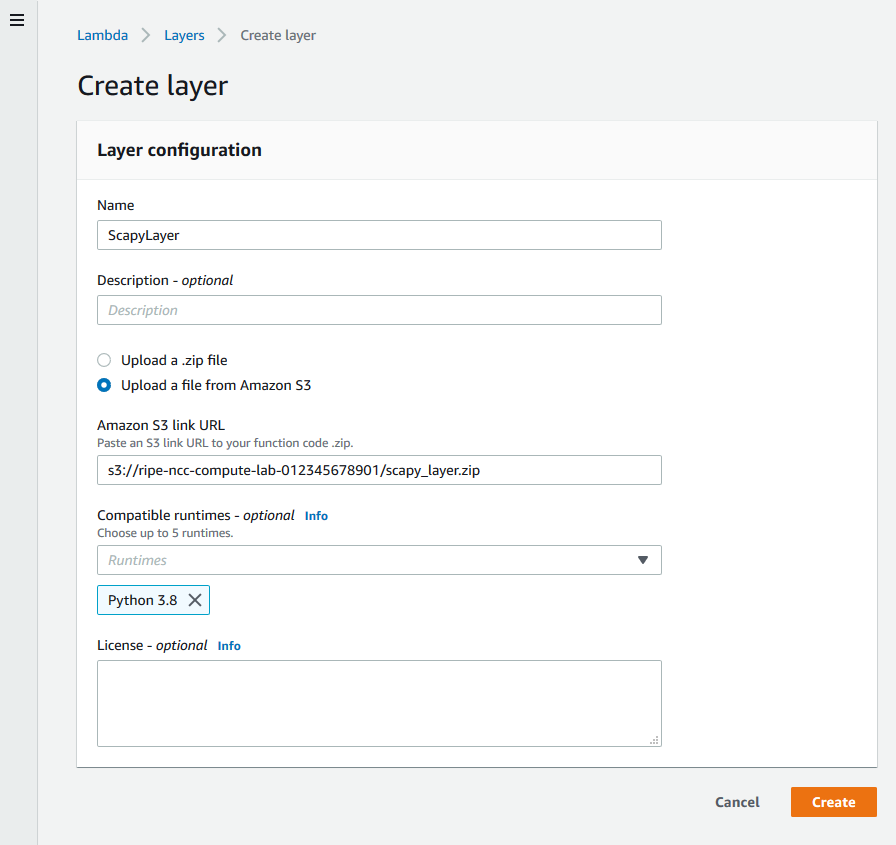 Lambda > Layers > Create layer
Create layer
Layer configuration
Name
ScapyLayer
Description - optional
Description
Upload a .zip file
Upload a file from Amazon S3
Amazon S3 link URL
Paste an S3 link URL to your function code .zip.
s3://ripe-ncc-compute-lab-012345678901/scapy_layer.zip
Compatible runtimes - optional Info
Choose up to 5 runtimes.
Runtimes
Python 3.8
License - optional Info
Cancel Create